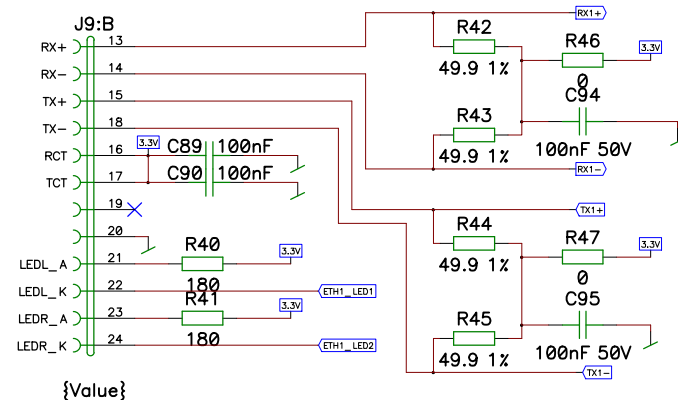 J9:B
RX+ 13
RX- 14
TX+ 15
TX- 18
RCT 16
TCT 17
19
20
LEDL_A 21
LEDL_K 22
LEDR_A 23
LEDR_K 24
{Value}
3.3V
C89 100nF
C90 100nF
R40
180
3.3V
R41
180
3.3V
ETH1_LED1
ETH1_LED2
RX1+
R42
49.9 1%
R46
0
3.3V
R43
49.9 1%
C94
100nF 50V
RX1-
TX1+
R44
49.9 1%
R47
0
3.3V
R45
49.9 1%
C95
100nF 50V
TX1-